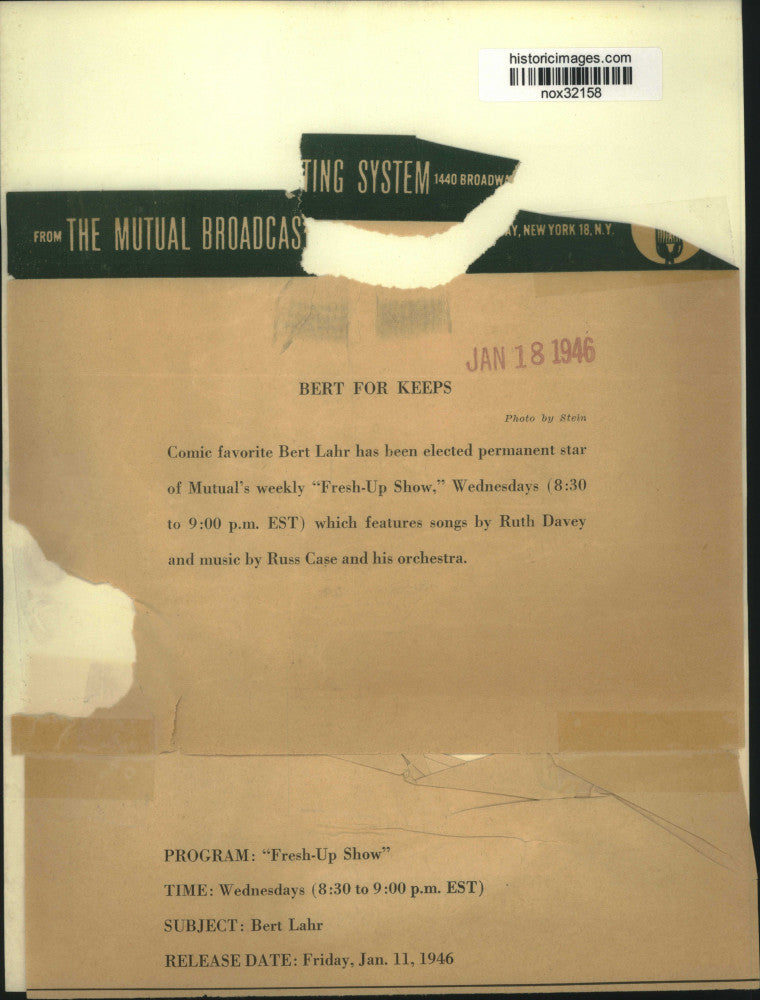 historicimages.com
nox32158
TING SYSTEM 1440 BROADWA
FROM THE MUTUAL BROADCAS
AY, NEW YORK 18, N.Y.
JAN 18 1946
BERT FOR KEEPS
Photo by Stein
Comic favorite Bert Lahr has been elected permanent star
of Mutual's weekly “Fresh-Up Show,” Wednesdays (8:30
to 9:00 p.m. EST) which features songs by Ruth Davey
and music by Russ Case and his orchestra.
PROGRAM: “Fresh-Up Show”
TIME: Wednesdays (8:30 to 9:00 p.m. EST)
SUBJECT: Bert Lahr
RELEASE DATE: Friday, Jan. 11, 1946